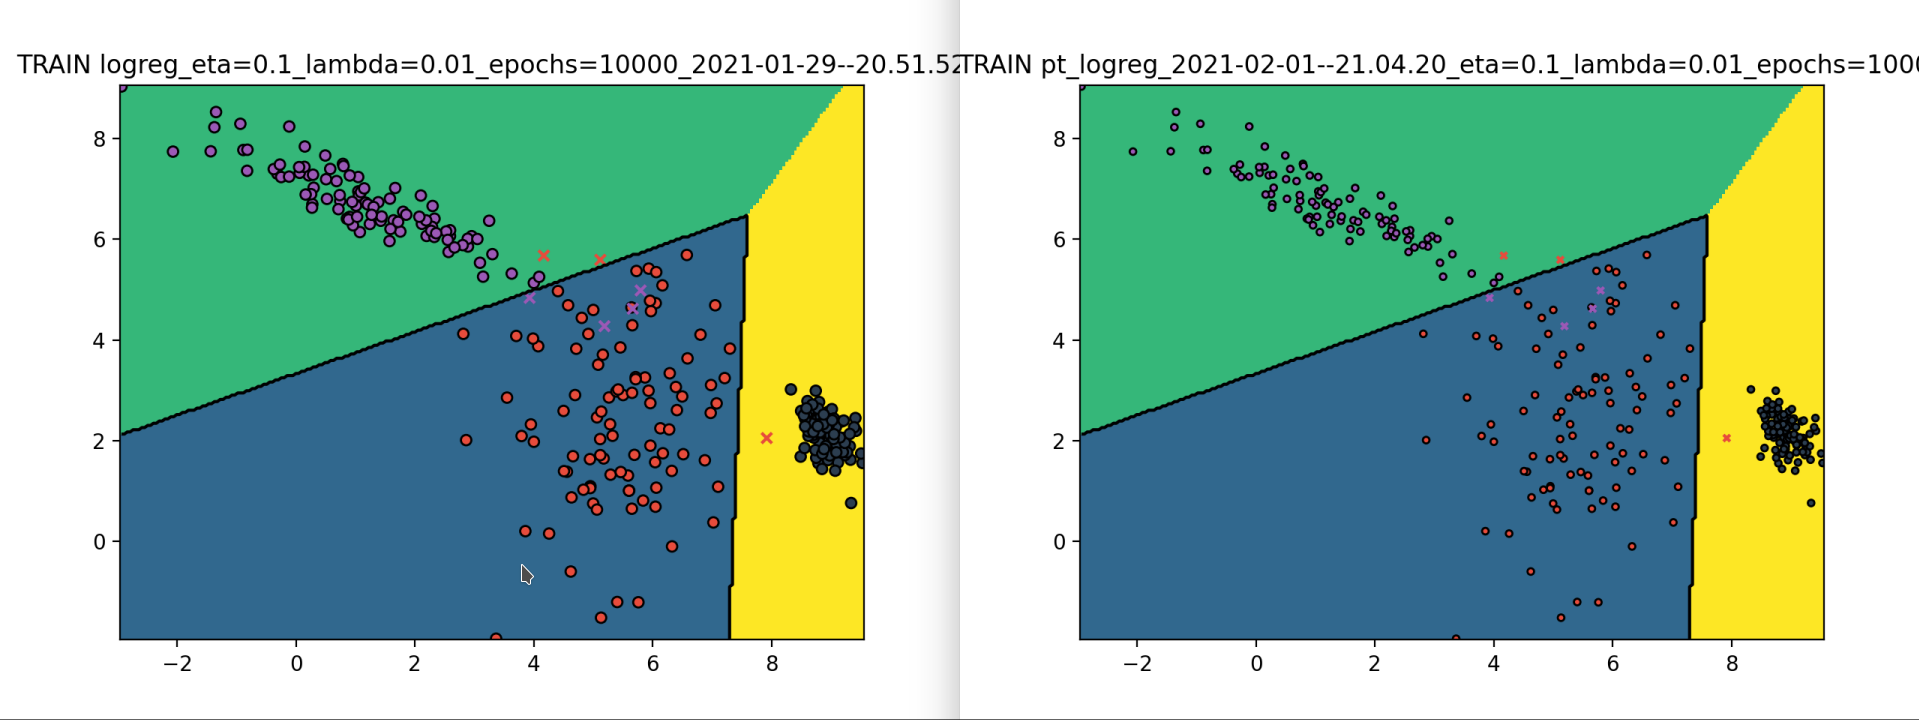 TRAIN logreg_eta=0.1_lambda=0.01_epochs=10000_2021-01-29--20.51.52
8
6
4
2
0
−2 0 2 4 6 8
TRAIN pt_logreg_2021-02-01--21.04.20_eta=0.1_lambda=0.01_epochs=1000
8
6
4
2
0
−2 0 2 4 6 8